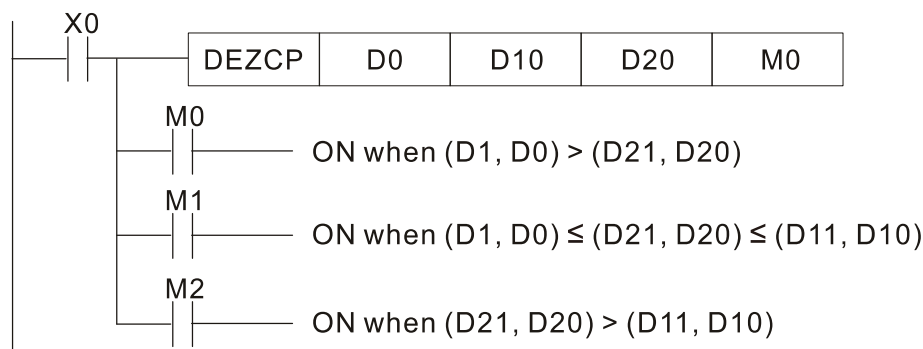 X0
DEZCP D0 D10 D20 M0
M0
ON when (D1, D0) > (D21, D20)
M1
ON when (D1, D0) ≤ (D21, D20) ≤ (D11, D10)
M2
ON when (D21, D20) > (D11, D10)